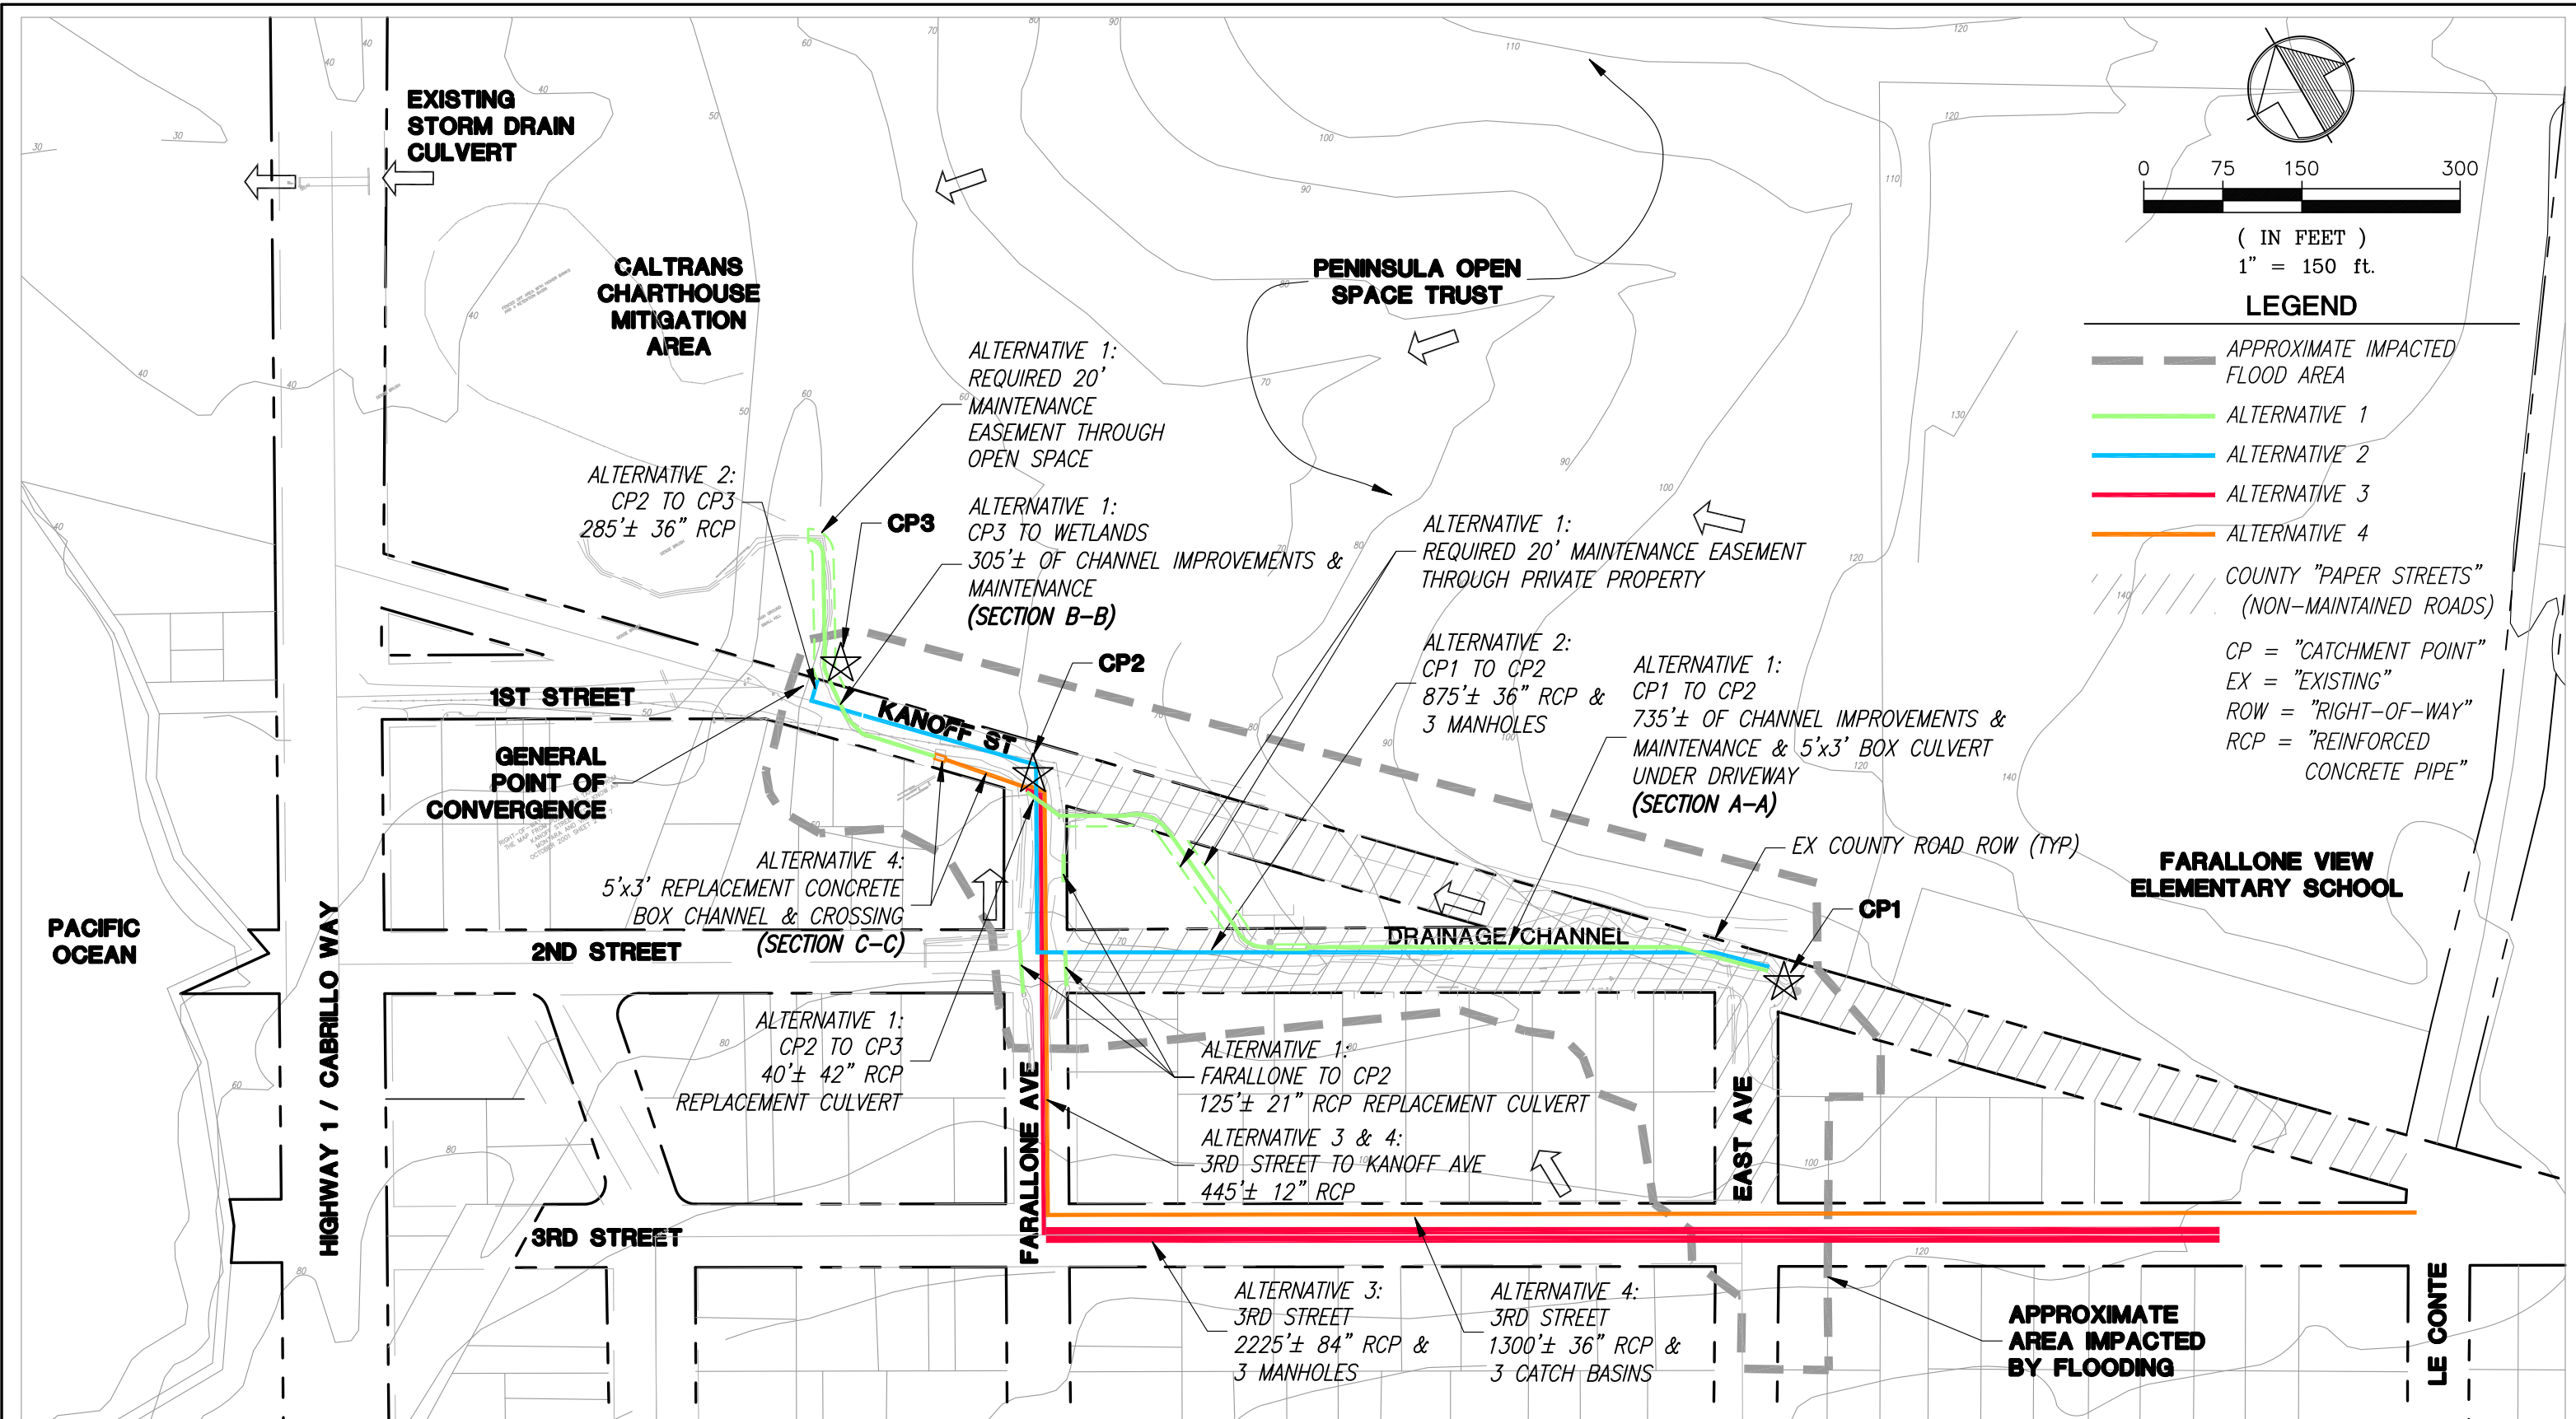 EXISTING
STORM DRAIN
CULVERT
CALTRANS
CHARTHOUSE
MITIGATION
AREA
PENINSULA OPEN
SPACE TRUST
0 75 150 300
( IN FEET )
1" = 150 ft.
LEGEND
APPROXIMATE IMPACTED
FLOOD AREA
ALTERNATIVE 1
ALTERNATIVE 2
ALTERNATIVE 3
ALTERNATIVE 4
COUNTY "PAPER STREETS"
(NON-MAINTAINED ROADS)
CP = "CATCHMENT POINT"
EX = "EXISTING"
ROW = "RIGHT-OF-WAY"
RCP = "REINFORCED
CONCRETE PIPE"
ALTERNATIVE 1:
REQUIRED 20'
MAINTENANCE
EASEMENT THROUGH
OPEN SPACE
ALTERNATIVE 2:
CP2 TO CP3
285'± 36" RCP
CP3
ALTERNATIVE 1:
CP3 TO WETLANDS
305'± OF CHANNEL IMPROVEMENTS &
MAINTENANCE
(SECTION B-B)
ALTERNATIVE 1:
REQUIRED 20' MAINTENANCE EASEMENT
THROUGH PRIVATE PROPERTY
CP2
ALTERNATIVE 2:
CP1 TO CP2
875'± 36" RCP &
3 MANHOLES
ALTERNATIVE 1:
CP1 TO CP2
735'± OF CHANNEL IMPROVEMENTS &
MAINTENANCE & 5'x3' BOX CULVERT
UNDER DRIVEWAY
(SECTION A-A)
1ST STREET
KANOFF ST
GENERAL
POINT OF
CONVERGENCE
EX COUNTY ROAD ROW (TYP)
FARALLONE VIEW
ELEMENTARY SCHOOL
ALTERNATIVE 4:
5'x3' REPLACEMENT CONCRETE
BOX CHANNEL & CROSSING
(SECTION C-C)
CP1
PACIFIC
OCEAN
HIGHWAY 1 / CABRILLO WAY
2ND STREET
DRAINAGE CHANNEL
ALTERNATIVE 1:
CP2 TO CP3
40'± 42" RCP
REPLACEMENT CULVERT
FARALLONE AVE
ALTERNATIVE 1:
FARALLONE TO CP2
125'± 21" RCP REPLACEMENT CULVERT
ALTERNATIVE 3 & 4:
3RD STREET TO KANOFF AVE
445'± 12" RCP
EAST AVE
3RD STREET
ALTERNATIVE 3:
3RD STREET
2225'± 84" RCP &
3 MANHOLES
ALTERNATIVE 4:
3RD STREET
1300'± 36" RCP &
3 CATCH BASINS
APPROXIMATE
AREA IMPACTED
BY FLOODING
LE CONTE